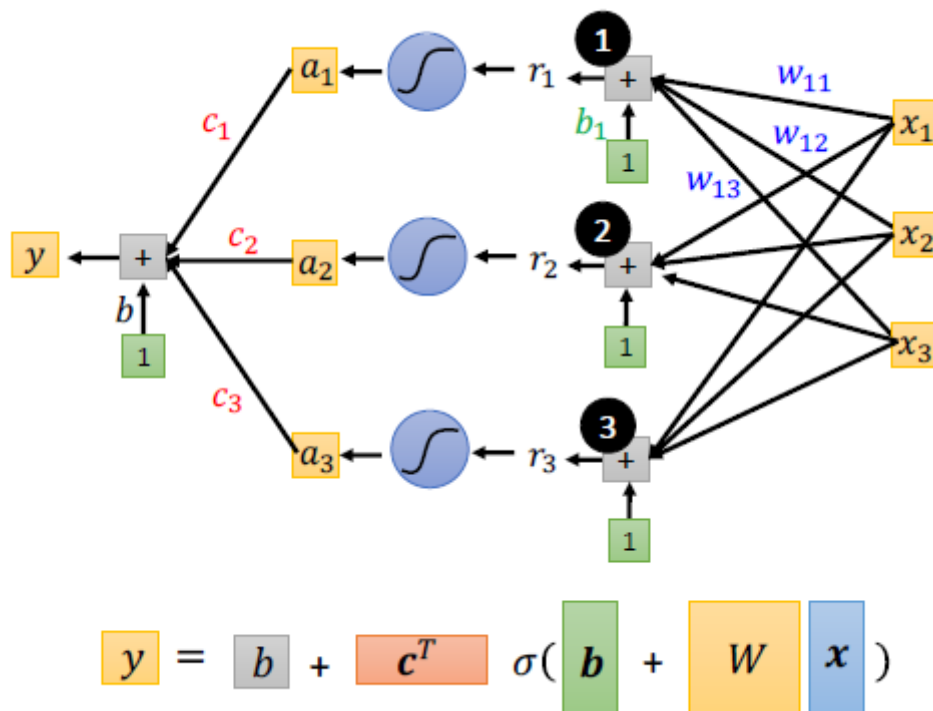 1
a₁ r₁ + w₁₁
c₁ b₁ x₁
1 w₁₂
w₁₃
2
y + c₂ a₂ r₂ + x₂
b
1 1 x₃
c₃
3
a₃ r₃ +
1
y = b + cᵀ σ( b + W x )